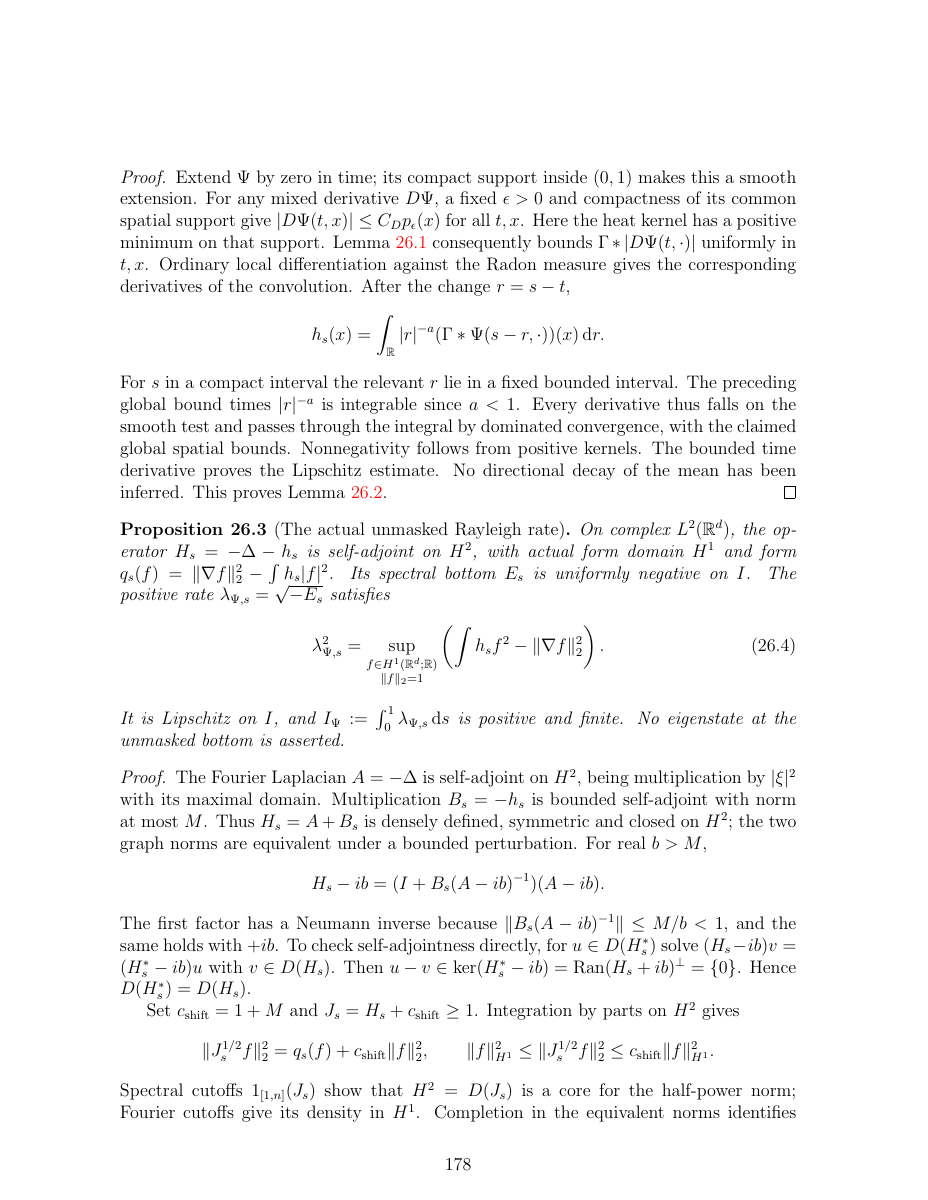 Proof. Extend Ψ by zero in time; its compact support inside (0, 1) makes this a smooth
extension. For any mixed derivative DΨ, a fixed ϵ > 0 and compactness of its common
spatial support give |DΨ(t, x)| ≤ C_D p_ϵ(x) for all t, x. Here the heat kernel has a positive
minimum on that support. Lemma 26.1 consequently bounds Γ ∗ |DΨ(t, ·)| uniformly in
t, x. Ordinary local differentiation against the Radon measure gives the corresponding
derivatives of the convolution. After the change r = s − t,
h_s(x) = ∫_ℝ |r|^{−a}(Γ ∗ Ψ(s − r, ·))(x) dr.
For s in a compact interval the relevant r lie in a fixed bounded interval. The preceding
global bound times |r|^{−a} is integrable since a < 1. Every derivative thus falls on the
smooth test and passes through the integral by dominated convergence, with the claimed
global spatial bounds. Nonnegativity follows from positive kernels. The bounded time
derivative proves the Lipschitz estimate. No directional decay of the mean has been
inferred. This proves Lemma 26.2. □
Proposition 26.3 (The actual unmasked Rayleigh rate). On complex L²(ℝ^d), the op-
erator H_s = −Δ − h_s is self-adjoint on H², with actual form domain H¹ and form
q_s(f) = ‖∇f‖₂² − ∫ h_s|f|². Its spectral bottom E_s is uniformly negative on I. The
positive rate λ_{Ψ,s} = √(−E_s) satisfies
λ²_{Ψ,s} = sup_{f∈H¹(ℝ^d;ℝ), ‖f‖₂=1} (∫ h_s f² − ‖∇f‖₂²). (26.4)
It is Lipschitz on I, and I_Ψ := ∫₀¹ λ_{Ψ,s} ds is positive and finite. No eigenstate at the
unmasked bottom is asserted.
Proof. The Fourier Laplacian A = −Δ is self-adjoint on H², being multiplication by |ξ|²
with its maximal domain. Multiplication B_s = −h_s is bounded self-adjoint with norm
at most M. Thus H_s = A + B_s is densely defined, symmetric and closed on H²; the two
graph norms are equivalent under a bounded perturbation. For real b > M,
H_s − ib = (I + B_s(A − ib)^{−1})(A − ib).
The first factor has a Neumann inverse because ‖B_s(A − ib)^{−1}‖ ≤ M/b < 1, and the
same holds with +ib. To check self-adjointness directly, for u ∈ D(H_s^*) solve (H_s−ib)v =
(H_s^* − ib)u with v ∈ D(H_s). Then u − v ∈ ker(H_s^* − ib) = Ran(H_s + ib)^⊥ = {0}. Hence
D(H_s^*) = D(H_s).
Set c_shift = 1 + M and J_s = H_s + c_shift ≥ 1. Integration by parts on H² gives
‖J_s^{1/2} f‖₂² = q_s(f) + c_shift‖f‖₂², ‖f‖²_{H¹} ≤ ‖J_s^{1/2} f‖₂² ≤ c_shift‖f‖²_{H¹}.
Spectral cutoffs 1_{[1,n]}(J_s) show that H² = D(J_s) is a core for the half-power norm;
Fourier cutoffs give its density in H¹. Completion in the equivalent norms identifies
178